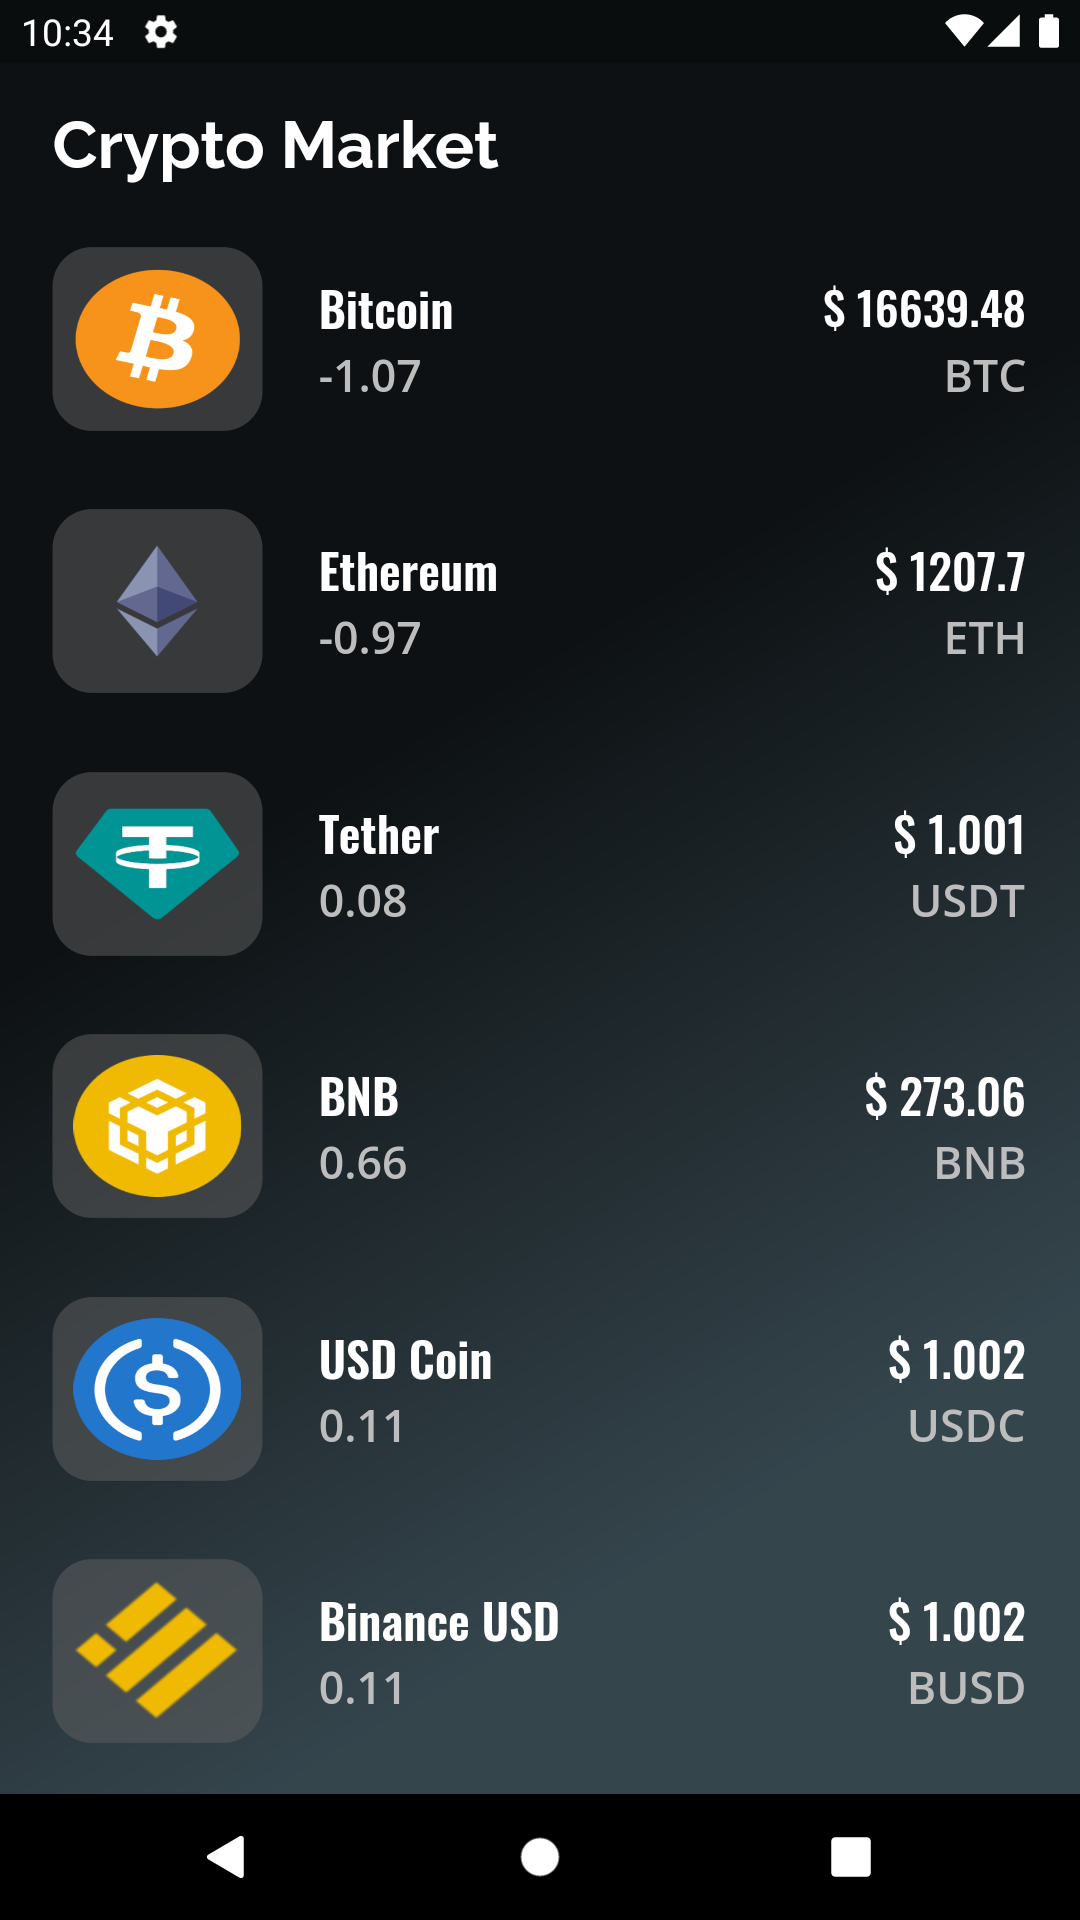 10:34
Crypto Market
Bitcoin $ 16639.48
-1.07 BTC
Ethereum $ 1207.7
-0.97 ETH
Tether $ 1.001
0.08 USDT
BNB $ 273.06
0.66 BNB
USD Coin $ 1.002
0.11 USDC
Binance USD $ 1.002
0.11 BUSD